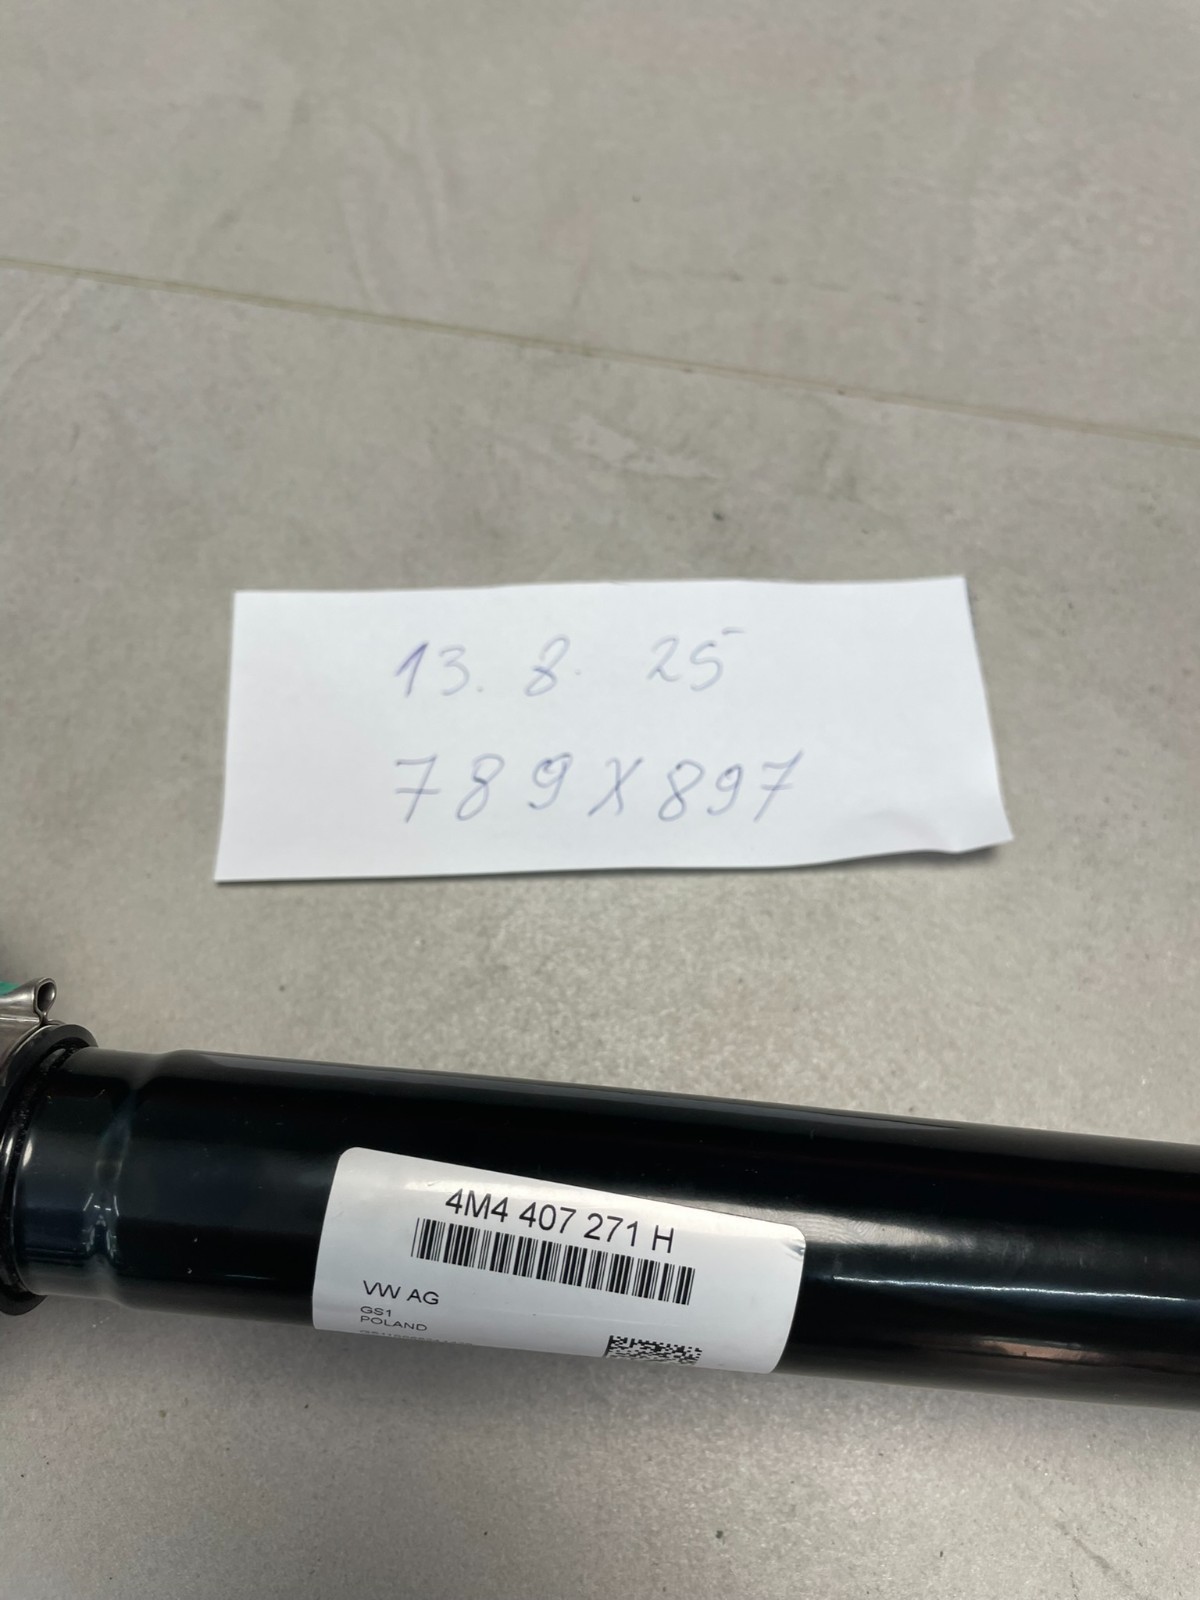 13. 8. 25
789X897
4M4 407 271 H
VW AG
GS1
POLAND